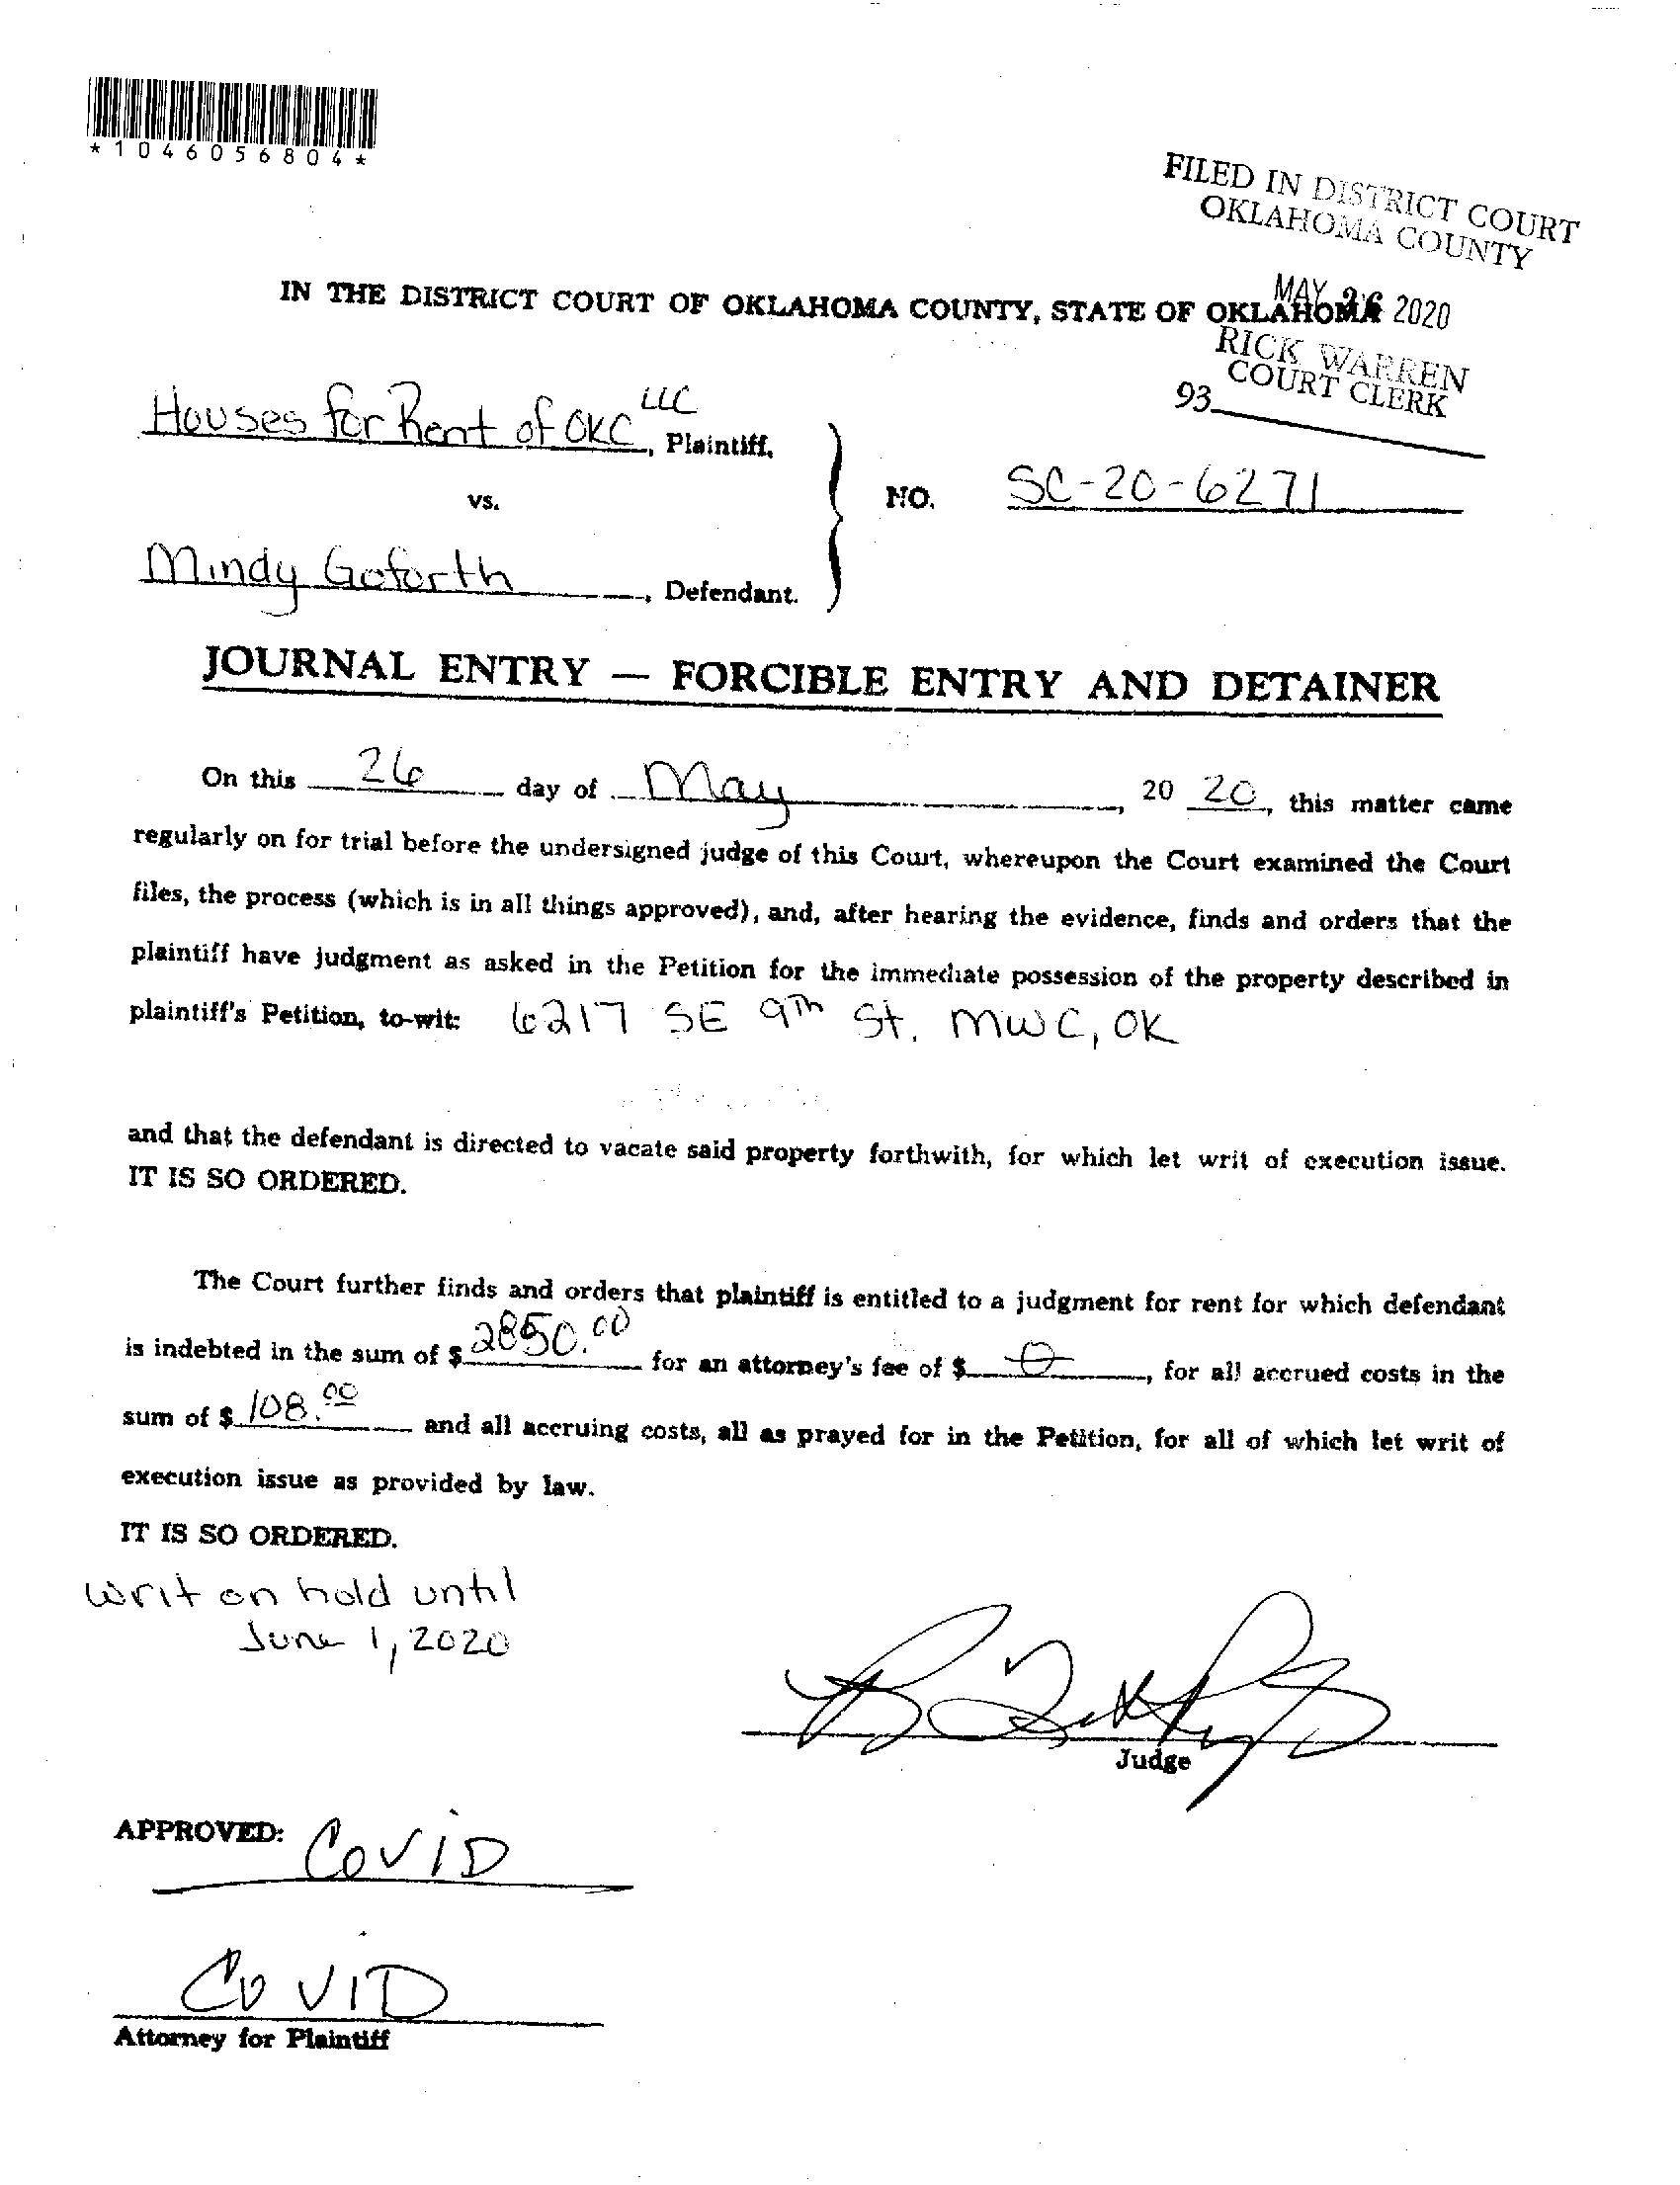 *1046056804*
FILED IN DISTRICT COURT
OKLAHOMA COUNTY
MAY 26 2020
RICK WARREN
COURT CLERK
93
IN THE DISTRICT COURT OF OKLAHOMA COUNTY, STATE OF OKLAHOMA
Houses for Rent of OKC LLC, Plaintiff,
vs.
NO. SC-20-6271
Mindy Goforth, Defendant.
JOURNAL ENTRY — FORCIBLE ENTRY AND DETAINER
On this 26 day of May, 20 20, this matter came
regularly on for trial before the undersigned judge of this Court, whereupon the Court examined the Court
files, the process (which is in all things approved), and, after hearing the evidence, finds and orders that the
plaintiff have judgment as asked in the Petition for the immediate possession of the property described in
plaintiff's Petition, to-wit: 6217 SE 9th St. MWC, OK
and that the defendant is directed to vacate said property forthwith, for which let writ of execution issue.
IT IS SO ORDERED.
The Court further finds and orders that plaintiff is entitled to a judgment for rent for which defendant
is indebted in the sum of $ 2850.00 for an attorney's fee of $ 0, for all accrued costs in the
sum of $ 108.00 and all accruing costs, all as prayed for in the Petition, for all of which let writ of
execution issue as provided by law.
IT IS SO ORDERED.
Writ on hold until
June 1, 2020
Judge
APPROVED: COVID
COVID
Attorney for Plaintiff